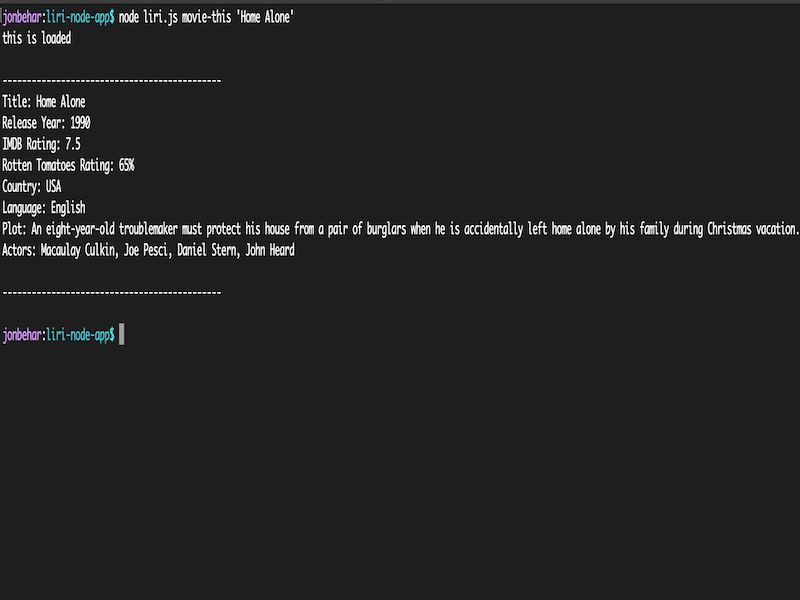 jonbehar:liri-node-app$ node liri.js movie-this 'Home Alone'
this is loaded
---------------------------------------------
Title: Home Alone
Release Year: 1990
IMDB Rating: 7.5
Rotten Tomatoes Rating: 65%
Country: USA
Language: English
Plot: An eight-year-old troublemaker must protect his house from a pair of burglars when he is accidentally left home alone by his family during Christmas vacation.
Actors: Macaulay Culkin, Joe Pesci, Daniel Stern, John Heard
---------------------------------------------
jonbehar:liri-node-app$